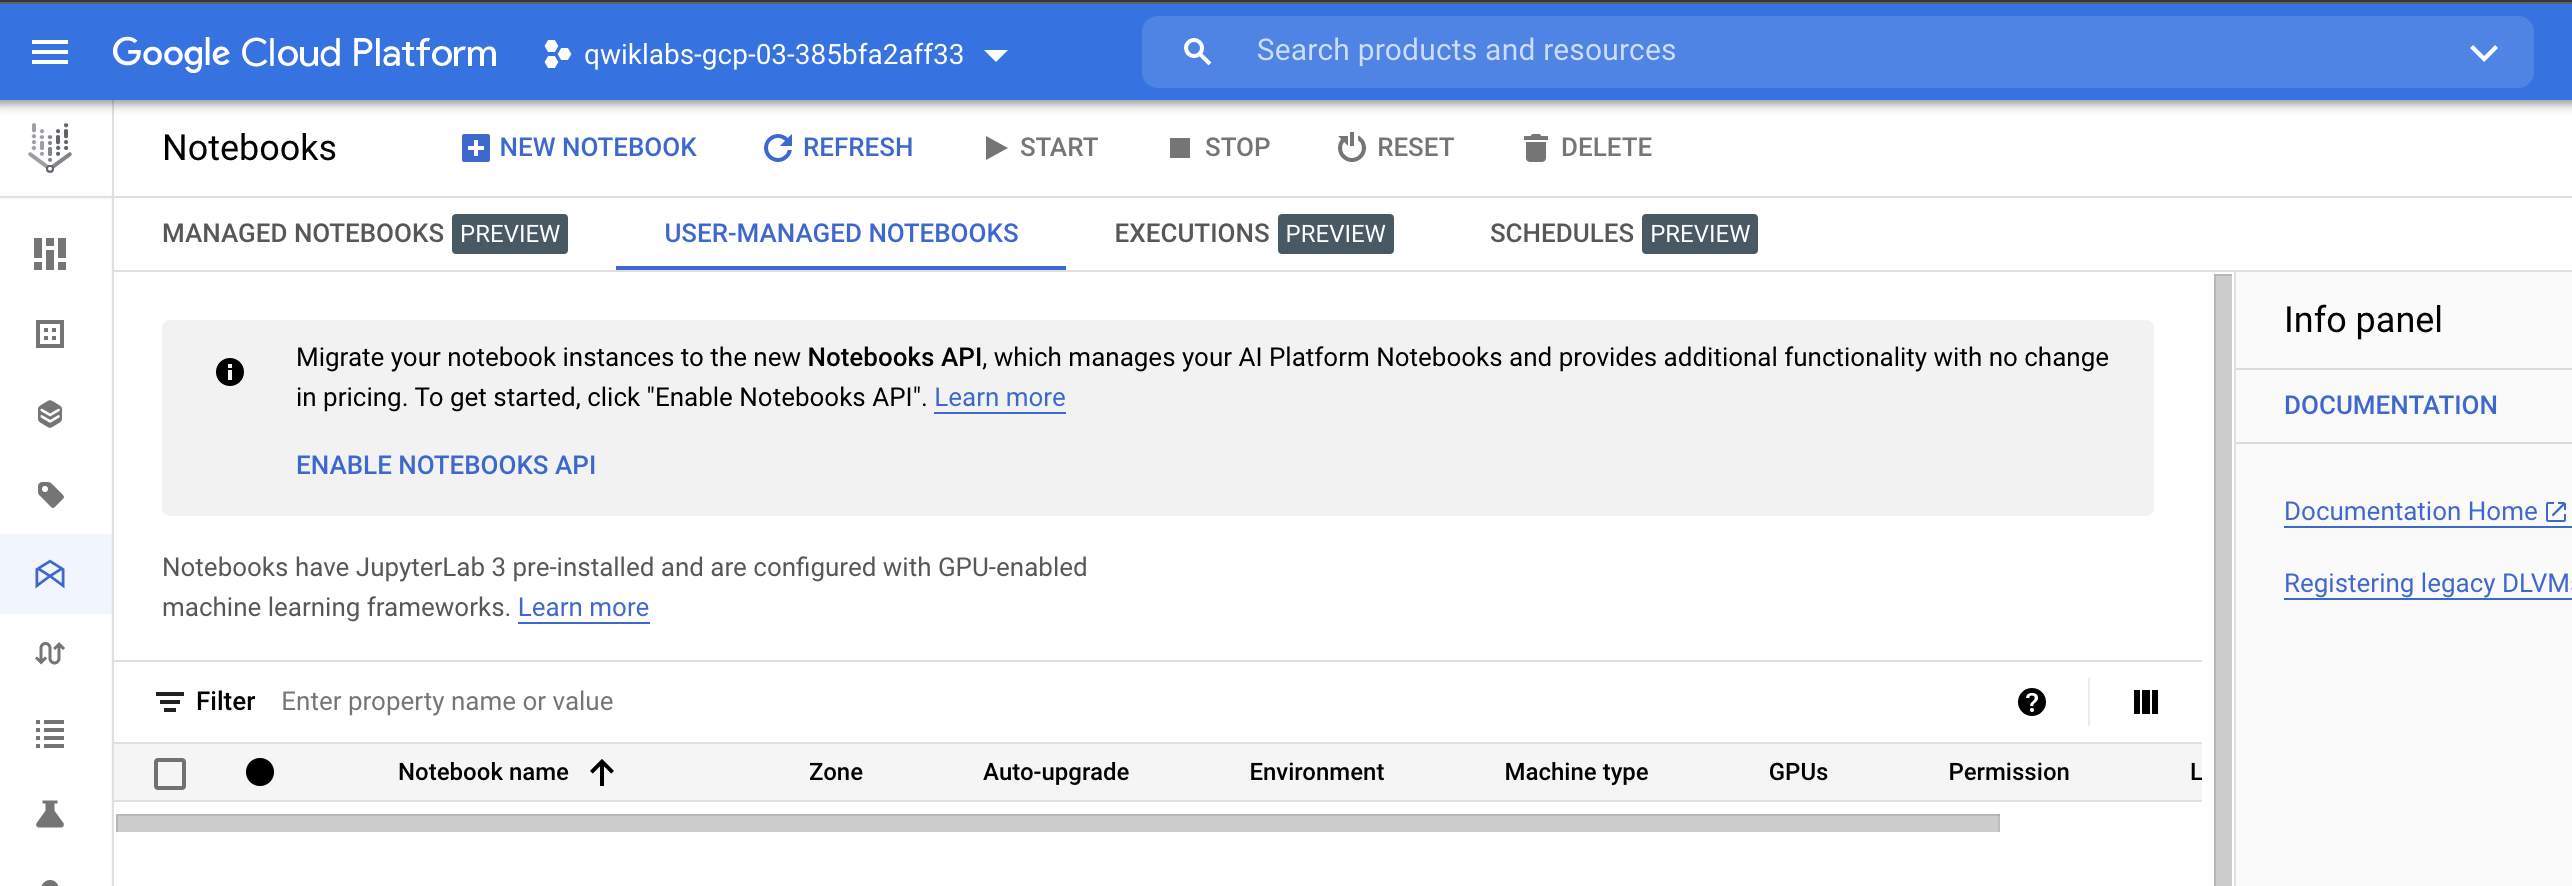 Google Cloud Platform
qwiklabs-gcp-03-385bfa2aff33
Search products and resources
Notebooks
NEW NOTEBOOK
REFRESH
START
STOP
RESET
DELETE
MANAGED NOTEBOOKS PREVIEW
USER-MANAGED NOTEBOOKS
EXECUTIONS PREVIEW
SCHEDULES PREVIEW
Migrate your notebook instances to the new Notebooks API, which manages your AI Platform Notebooks and provides additional functionality with no change
in pricing. To get started, click "Enable Notebooks API". Learn more
ENABLE NOTEBOOKS API
Notebooks have JupyterLab 3 pre-installed and are configured with GPU-enabled
machine learning frameworks. Learn more
Filter Enter property name or value
Notebook name
Zone
Auto-upgrade
Environment
Machine type
GPUs
Permission
L
Info panel
DOCUMENTATION
Documentation Home
Registering legacy DLVM